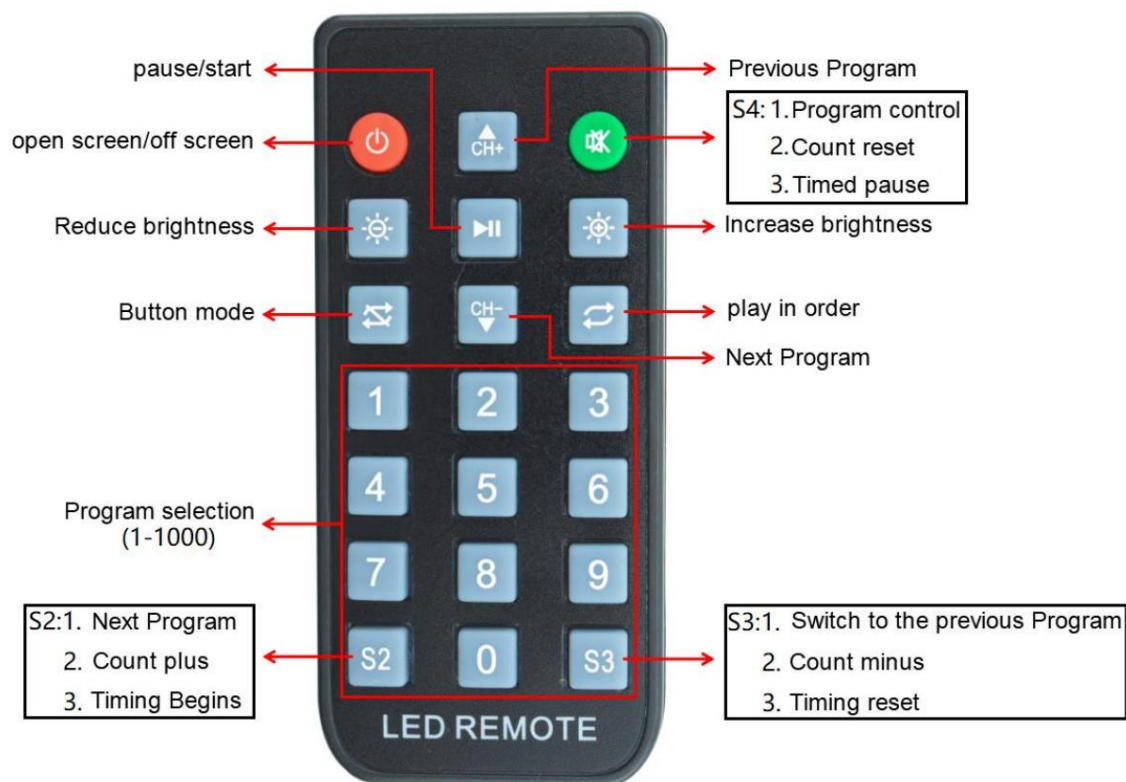 pause/start
Previous Program
open screen/off screen
CH+
S4: 1. Program control
2. Count reset
3. Timed pause
Reduce brightness
Increase brightness
Button mode
CH-
play in order
Next Program
1 2 3
4 5 6
Program selection
(1-1000)
7 8 9
S2:1. Next Program
2. Count plus
3. Timing Begins
S2 0 S3
S3:1. Switch to the previous Program
2. Count minus
3. Timing reset
LED REMOTE